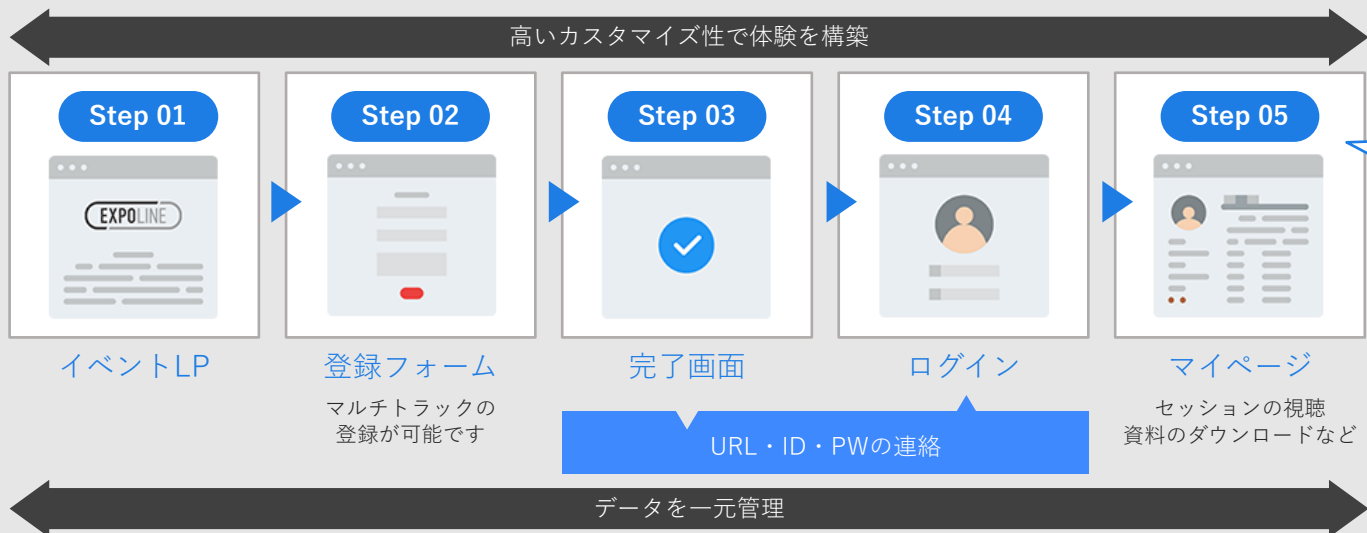 高いカスタマイズ性で体験を構築
Step 01
Step 02
Step 03
Step 04
Step 05
EXPOLINE
イベントLP
登録フォーム
完了画面
ログイン
マイページ
マルチトラックの
登録が可能です
セッションの視聴
資料のダウンロードなど
URL・ID・PWの連絡
データを一元管理